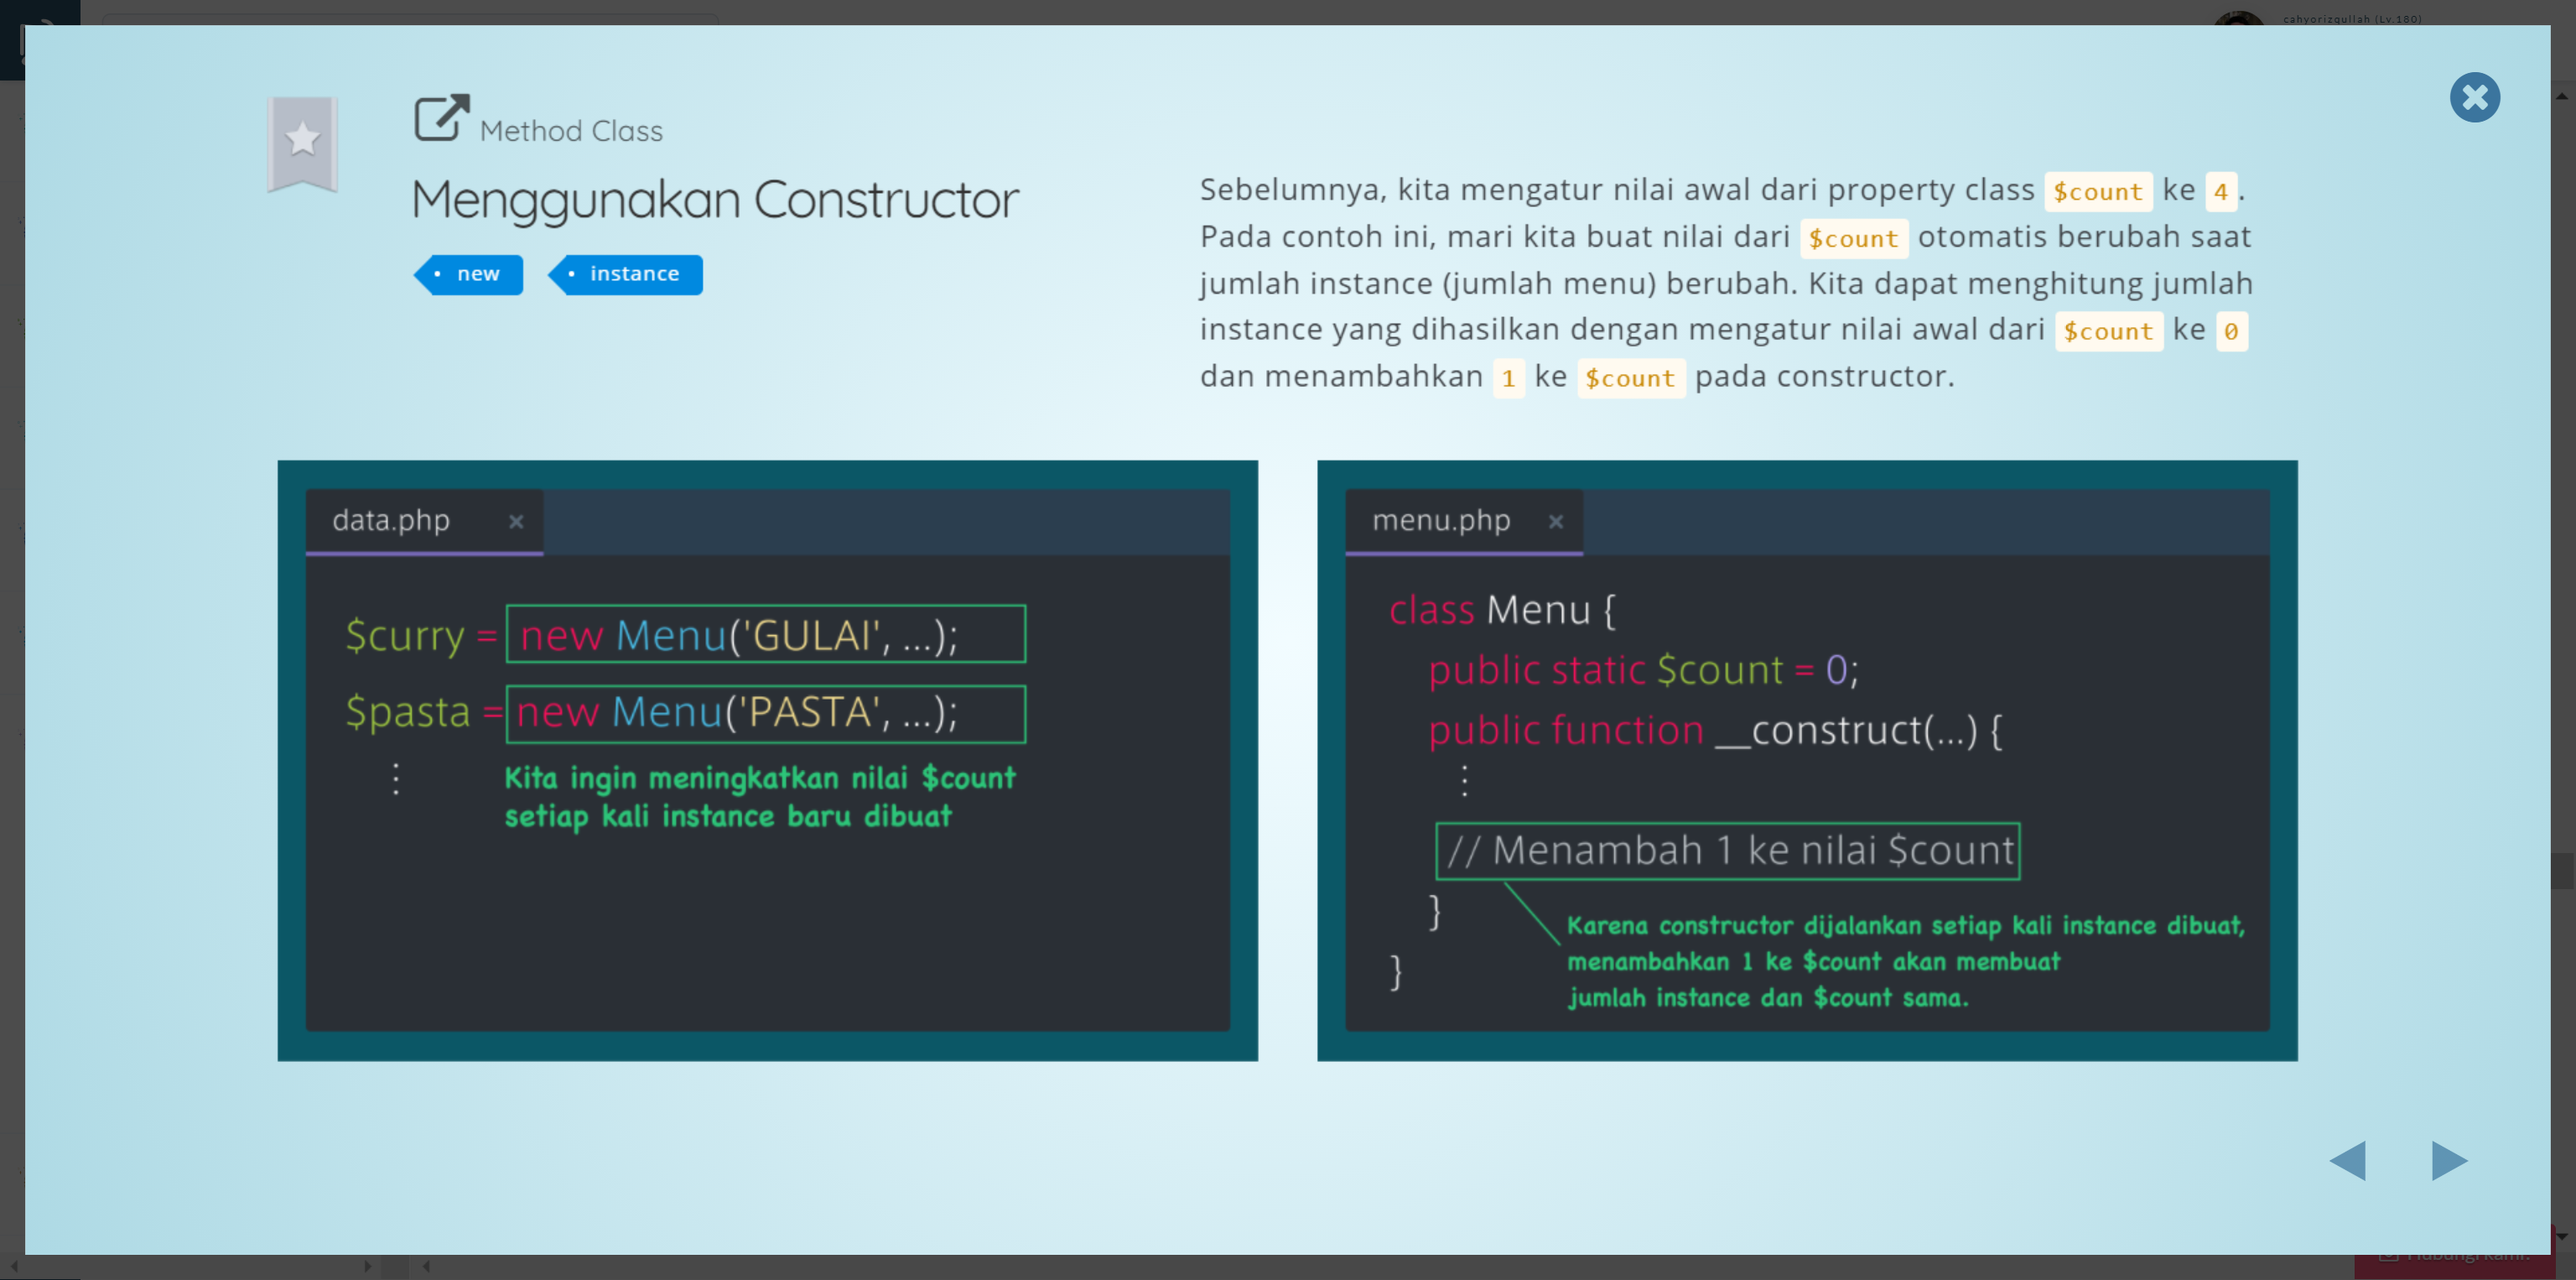 cahyorizqullah (Lv.180)
Method Class
Menggunakan Constructor
new
instance
Sebelumnya, kita mengatur nilai awal dari property class $count ke 4.
Pada contoh ini, mari kita buat nilai dari $count otomatis berubah saat
jumlah instance (jumlah menu) berubah. Kita dapat menghitung jumlah
instance yang dihasilkan dengan mengatur nilai awal dari $count ke 0
dan menambahkan 1 ke $count pada constructor.
data.php ×
$curry = new Menu('GULAI', ...);
$pasta = new Menu('PASTA', ...);
⋮
Kita ingin meningkatkan nilai $count
setiap kali instance baru dibuat
menu.php ×
class Menu {
public static $count = 0;
public function __construct(...) {
⋮
// Menambah 1 ke nilai $count
}
Karena constructor dijalankan setiap kali instance dibuat,
menambahkan 1 ke $count akan membuat
jumlah instance dan $count sama.
}